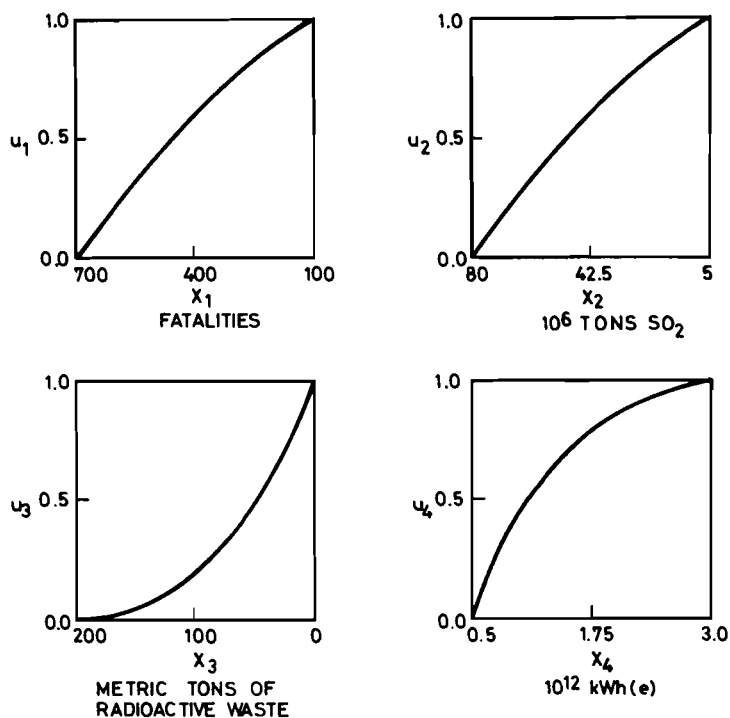 1.0
u1
0.5
0.0
700 400 100
X1
FATALITIES
1.0
u2
0.5
0.0
80 42.5 5
X2
10^6 TONS SO2
1.0
u3
0.5
0.0
200 100 0
X3
METRIC TONS OF
RADIOACTIVE WASTE
1.0
u4
0.5
0.0
0.5 1.75 3.0
X4
10^12 kWh(e)